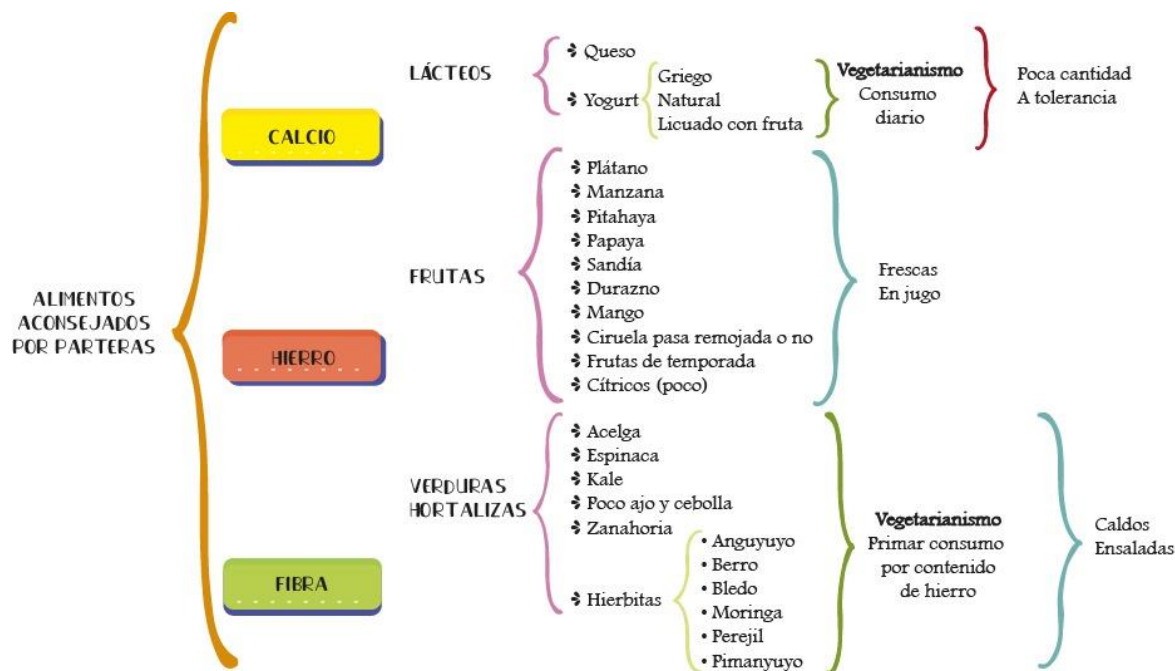 ALIMENTOS
ACONSEJADOS
POR PARTERAS
CALCIO
HIERRO
FIBRA
LÁCTEOS
Queso
Yogurt
Griego
Natural
Licuado con fruta
Vegetarianismo
Consumo
diario
Poca cantidad
A tolerancia
FRUTAS
Plátano
Manzana
Pitahaya
Papaya
Sandía
Durazno
Mango
Ciruela pasa remojada o no
Frutas de temporada
Cítricos (poco)
Frescas
En jugo
VERDURAS
HORTALIZAS
Acelga
Espinaca
Kale
Poco ajo y cebolla
Zanahoria
Hierbitas
• Anguyuyo
• Berro
• Bledo
• Moringa
• Perejil
• Pimanyuyo
Vegetarianismo
Primar consumo
por contenido
de hierro
Caldos
Ensaladas